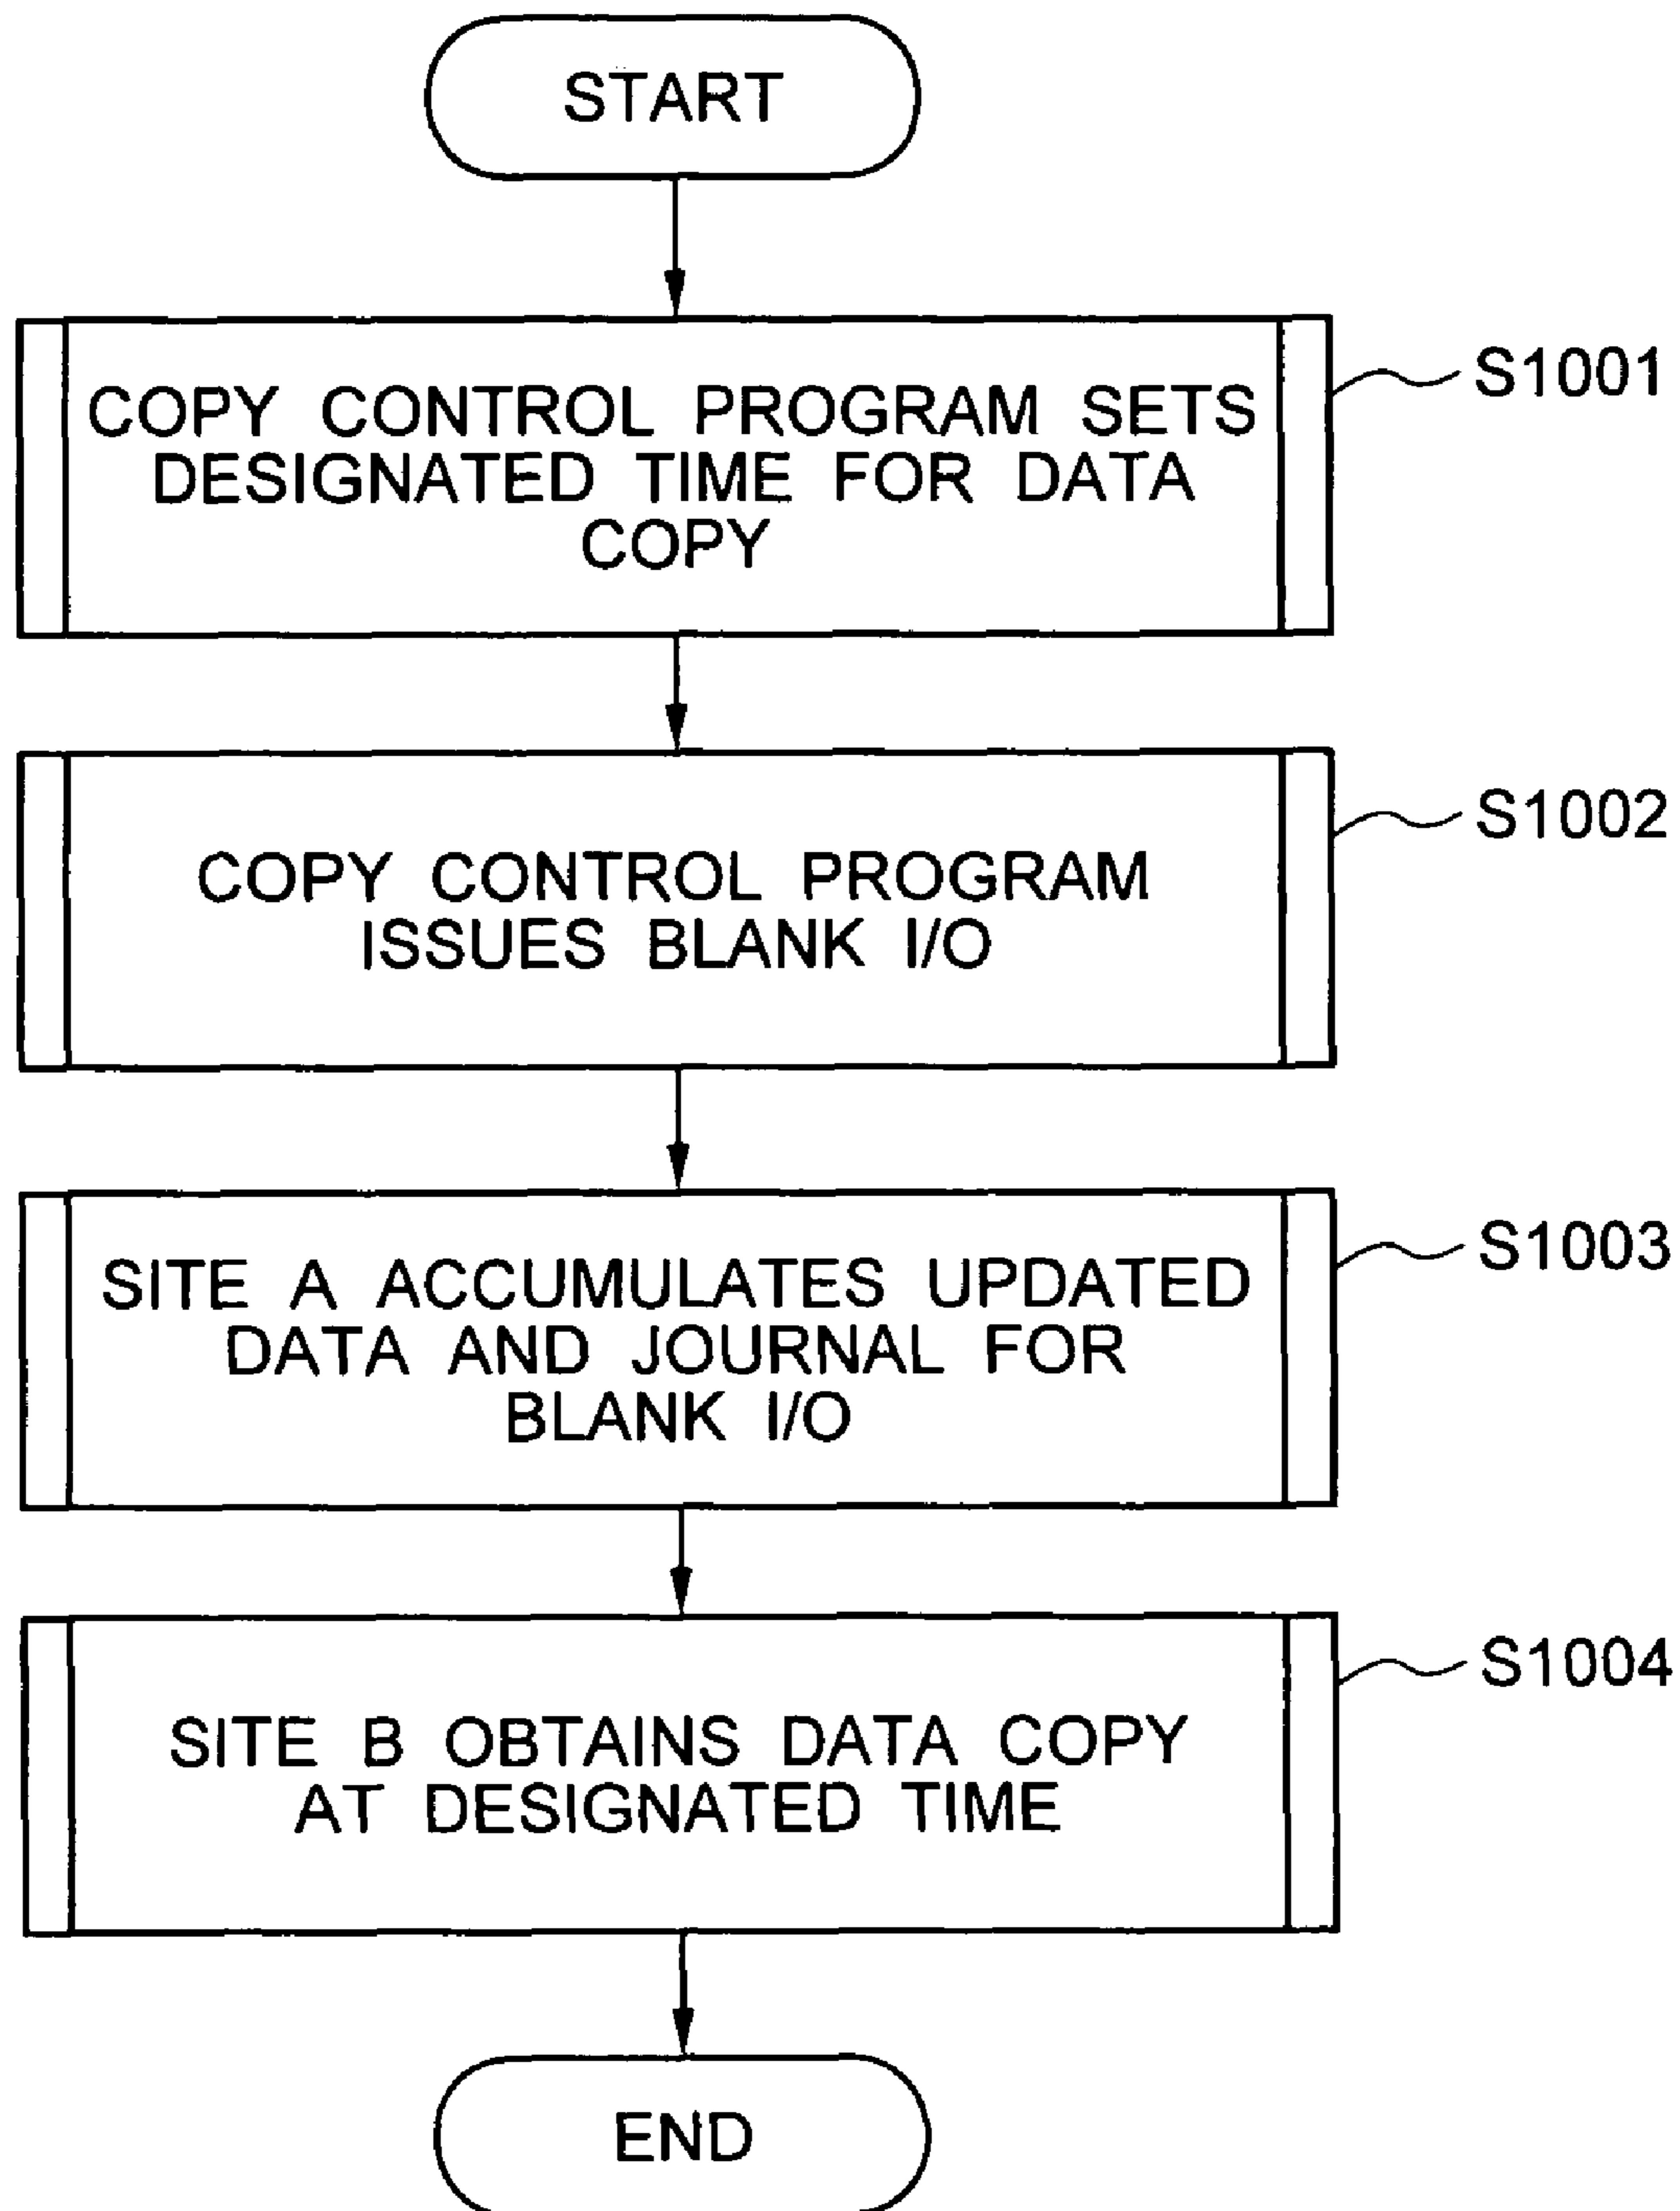 START
COPY CONTROL PROGRAM SETS
DESIGNATED TIME FOR DATA
COPY
S1001
COPY CONTROL PROGRAM
ISSUES BLANK I/O
S1002
SITE A ACCUMULATES UPDATED
DATA AND JOURNAL FOR
BLANK I/O
S1003
SITE B OBTAINS DATA COPY
AT DESIGNATED TIME
S1004
END